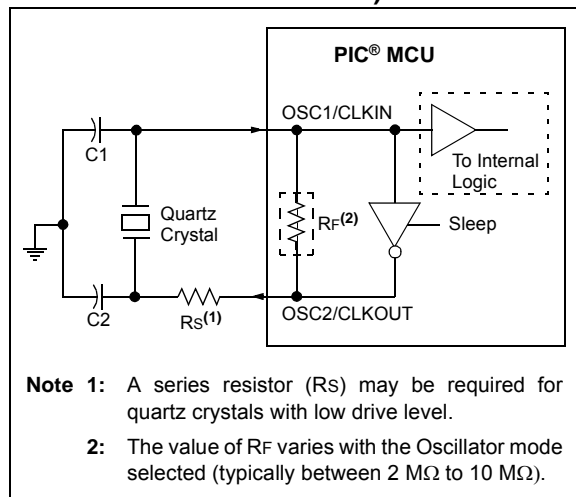 PIC® MCU
OSC1/CLKIN
C1
To Internal
Logic
Quartz
Crystal
RF(2)
Sleep
C2
RS(1)
OSC2/CLKOUT
Note 1: A series resistor (RS) may be required for
quartz crystals with low drive level.
2: The value of RF varies with the Oscillator mode
selected (typically between 2 MΩ to 10 MΩ).